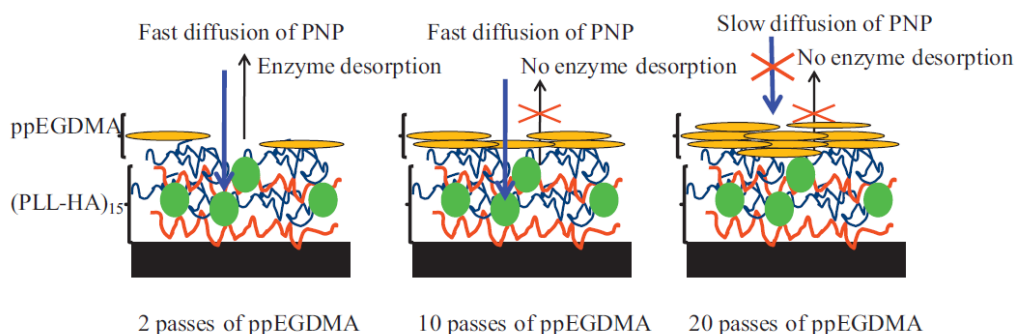 Fast diffusion of PNP
Enzyme desorption
Fast diffusion of PNP
No enzyme desorption
Slow diffusion of PNP
No enzyme desorption
ppEGDMA
(PLL-HA)15
2 passes of ppEGDMA
10 passes of ppEGDMA
20 passes of ppEGDMA